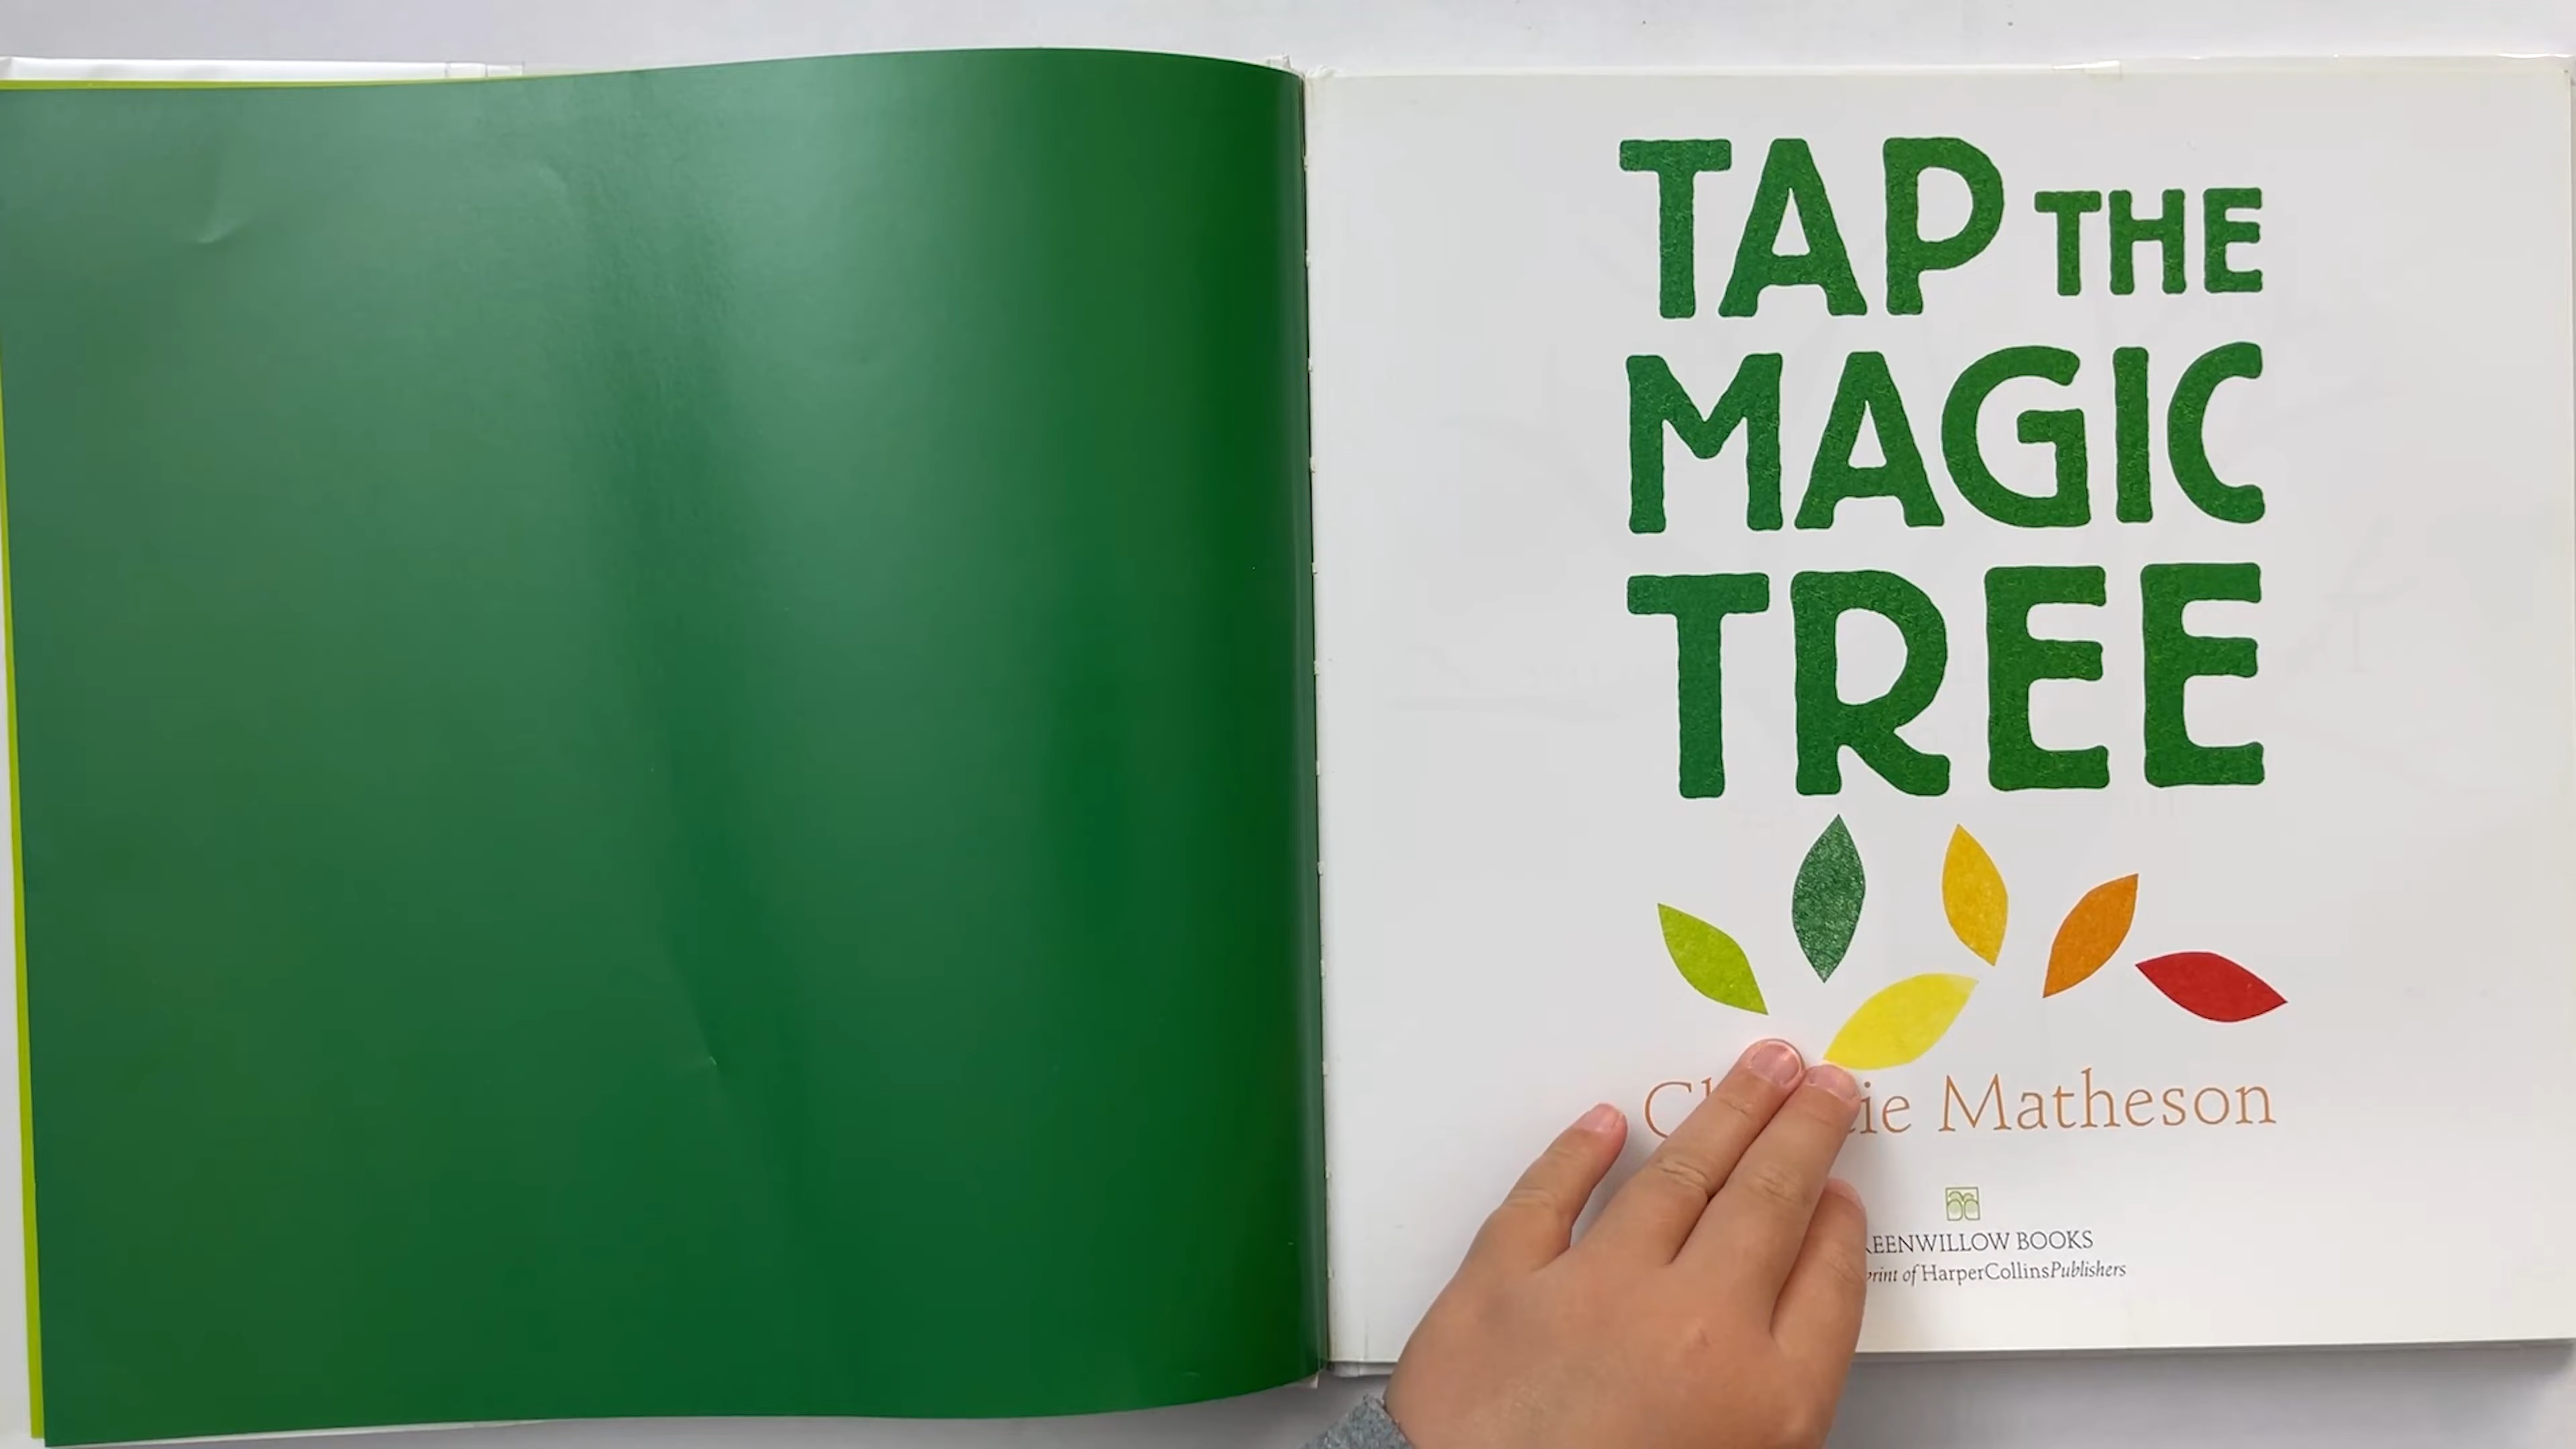 TAP THE
MAGIC
TREE
Matheson
BOOKS
of HarperCollinsPublishers